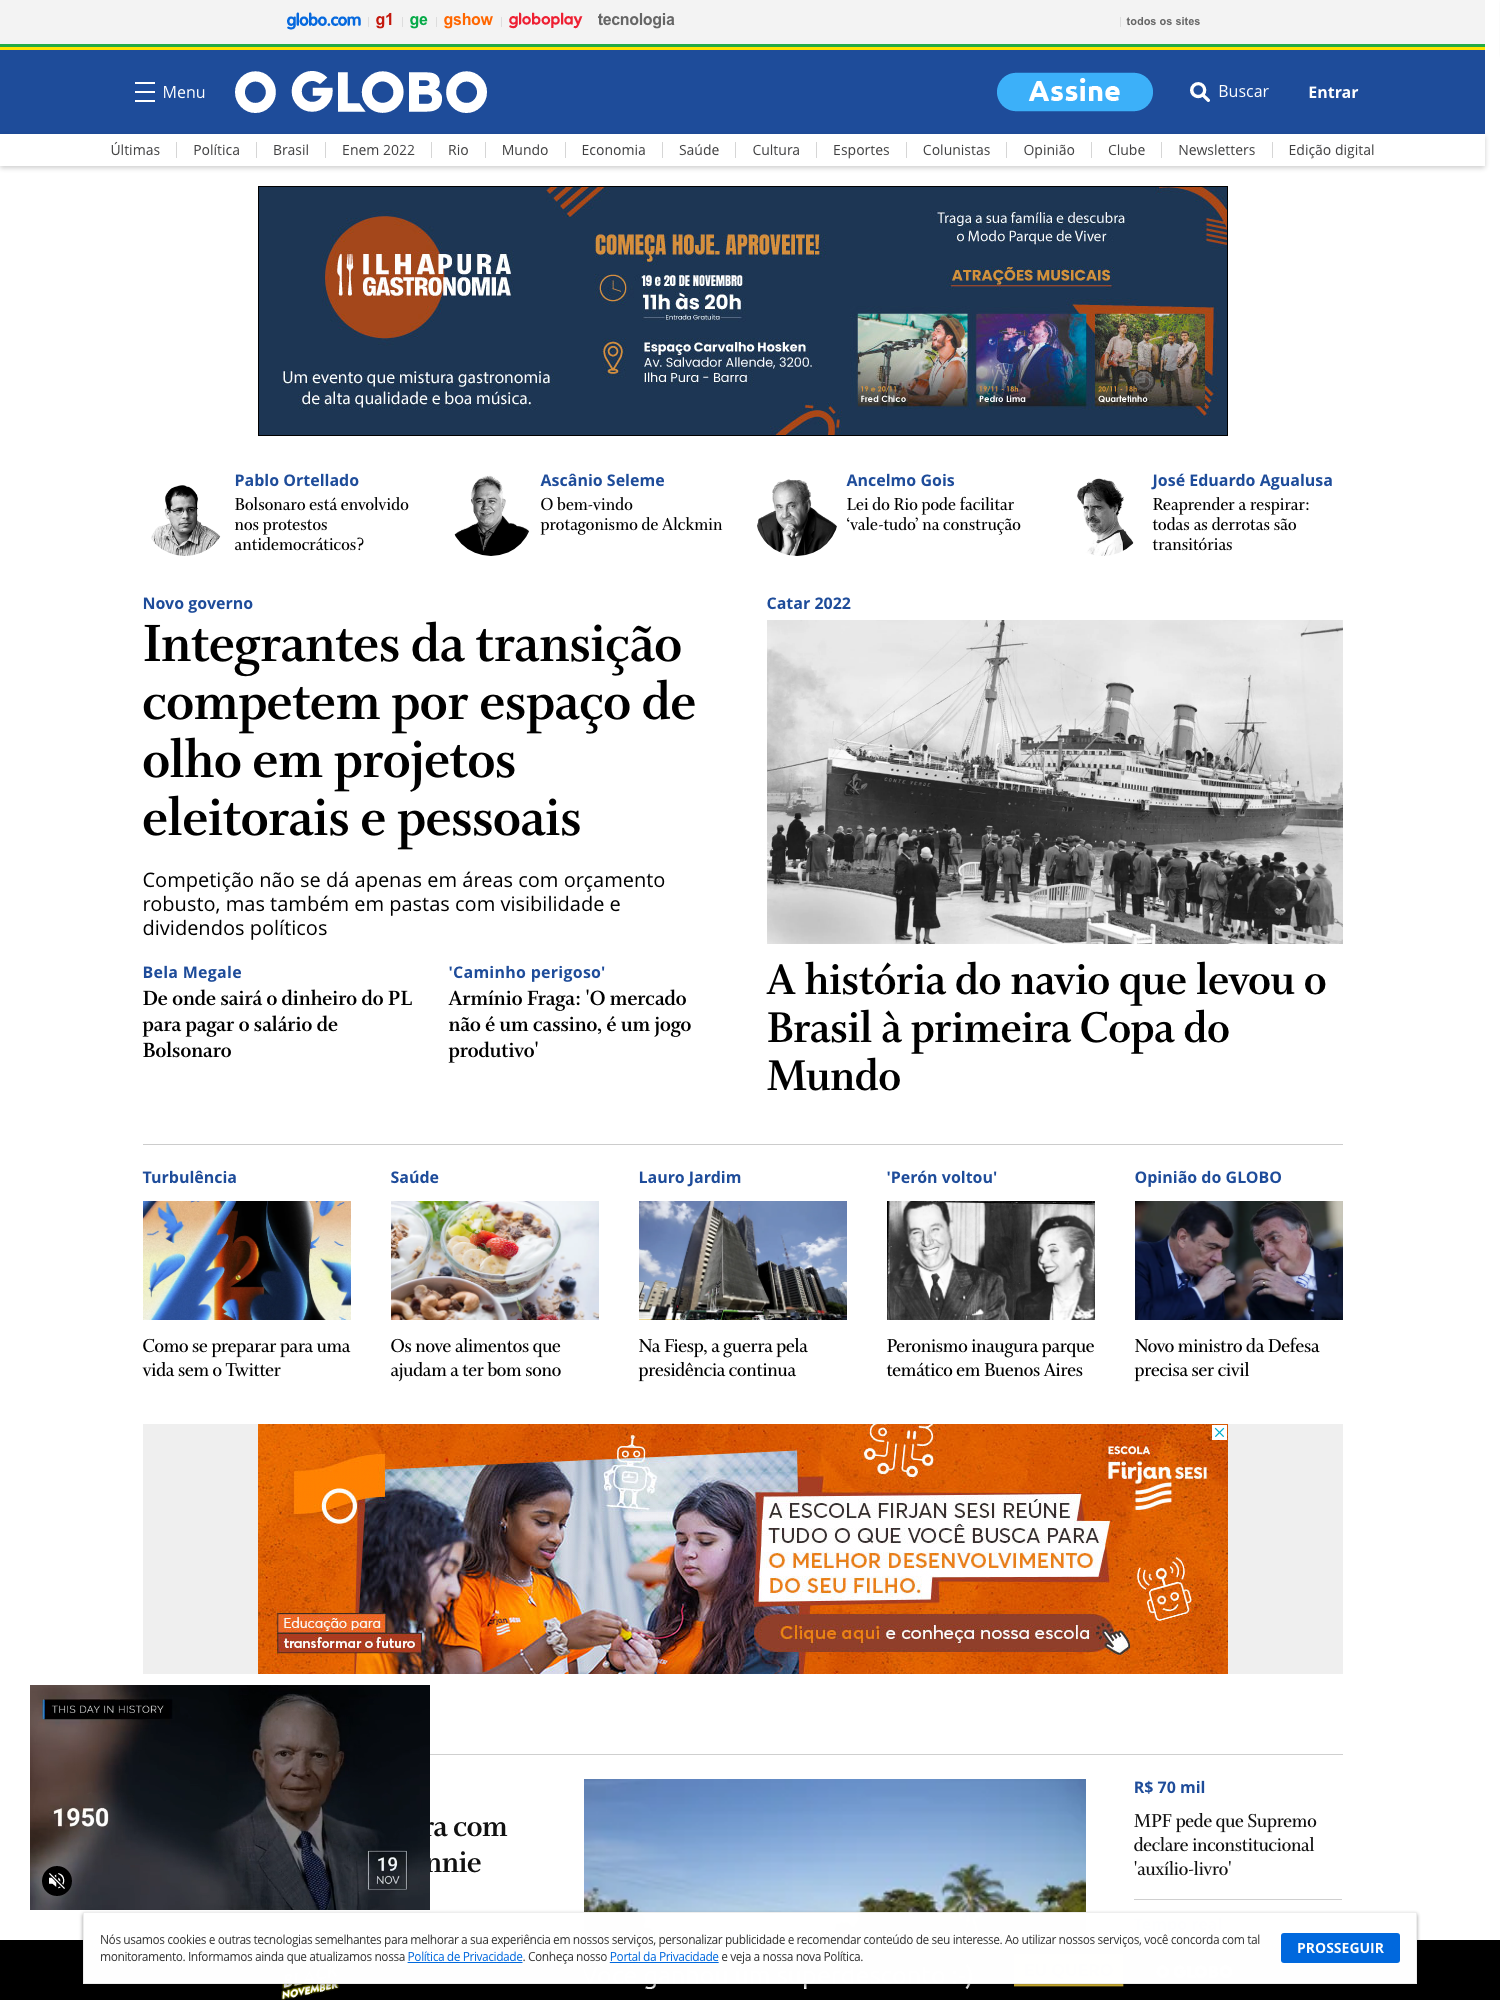 globo.com g1 ge gshow globoplay tecnologia todos os sites
Menu O GLOBO Assine Buscar Entrar
Últimas Política Brasil Enem 2022 Rio Mundo Economia Saúde Cultura Esportes Colunistas Opinião Clube Newsletters Edição digital
ILHAPURA
GASTRONOMIA
Um evento que mistura gastronomia
de alta qualidade e boa música.
COMEÇA HOJE. APROVEITE!
19 e 20 DE NOVEMBRO
11h às 20h
Entrada Gratuita
Espaço Carvalho Hosken
Av. Salvador Allende, 3200.
Ilha Pura - Barra
Traga a sua família e descubra
o Modo Parque de Viver
ATRAÇÕES MUSICAIS
19 e 20/11
Fred Chico
19/11 - 18h
Pedro Lima
20/11 - 18h
Quartetinho
Pablo Ortellado
Bolsonaro está envolvido
nos protestos
antidemocráticos?
Ascânio Seleme
O bem-vindo
protagonismo de Alckmin
Ancelmo Gois
Lei do Rio pode facilitar
‘vale-tudo’ na construção
José Eduardo Agualusa
Reaprender a respirar:
todas as derrotas são
transitórias
Novo governo
Integrantes da transição
competem por espaço de
olho em projetos
eleitorais e pessoais
Competição não se dá apenas em áreas com orçamento
robusto, mas também em pastas com visibilidade e
dividendos políticos
Bela Megale
De onde sairá o dinheiro do PL
para pagar o salário de
Bolsonaro
'Caminho perigoso'
Armínio Fraga: 'O mercado
não é um cassino, é um jogo
produtivo'
Catar 2022
CONTE VERDE
A história do navio que levou o
Brasil à primeira Copa do
Mundo
Turbulência
Como se preparar para uma
vida sem o Twitter
Saúde
Os nove alimentos que
ajudam a ter bom sono
Lauro Jardim
Na Fiesp, a guerra pela
presidência continua
'Perón voltou'
Peronismo inaugura parque
temático em Buenos Aires
Opinião do GLOBO
Novo ministro da Defesa
precisa ser civil
Educação para
transformar o futuro
A ESCOLA FIRJAN SESI REÚNE
TUDO O QUE VOCÊ BUSCA PARA
O MELHOR DESENVOLVIMENTO
DO SEU FILHO.
Clique aqui e conheça nossa escola
ESCOLA
Firjan SESI
THIS DAY IN HISTORY
1950
19
NOV
ra com
nnie
R$ 70 mil
MPF pede que Supremo
declare inconstitucional
'auxílio-livro'
Nós usamos cookies e outras tecnologias semelhantes para melhorar a sua experiência em nossos serviços, personalizar publicidade e recomendar conteúdo de seu interesse. Ao utilizar nossos serviços, você concorda com tal
monitoramento. Informamos ainda que atualizamos nossa Política de Privacidade. Conheça nosso Portal da Privacidade e veja a nossa nova Política.
PROSSEGUIR
NOVEMBER